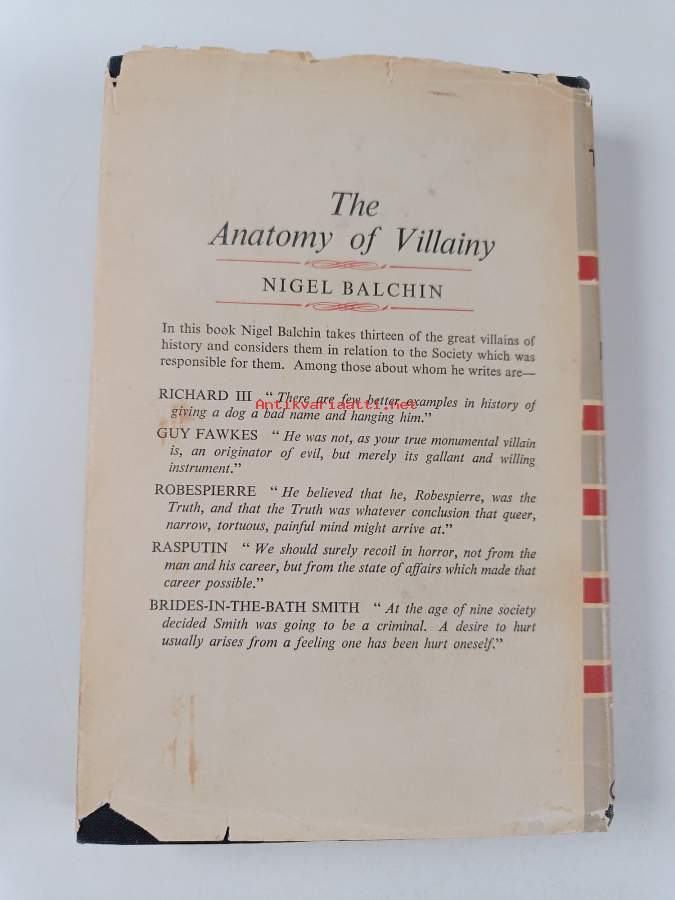 The
Anatomy of Villainy
NIGEL BALCHIN
In this book Nigel Balchin takes thirteen of the great villains of
history and considers them in relation to the Society which was
responsible for them. Among those about whom he writes are—
RICHARD III “There are few better examples in history of
Antikvariaatti.net
giving a dog a bad name and hanging him.”
GUY FAWKES “He was not, as your true monumental villain
is, an originator of evil, but merely its gallant and willing
instrument.”
ROBESPIERRE “He believed that he, Robespierre, was the
Truth, and that the Truth was whatever conclusion that queer,
narrow, tortuous, painful mind might arrive at.”
RASPUTIN “We should surely recoil in horror, not from the
man and his career, but from the state of affairs which made that
career possible.”
BRIDES-IN-THE-BATH SMITH “At the age of nine society
decided Smith was going to be a criminal. A desire to hurt
usually arises from a feeling one has been hurt oneself.”